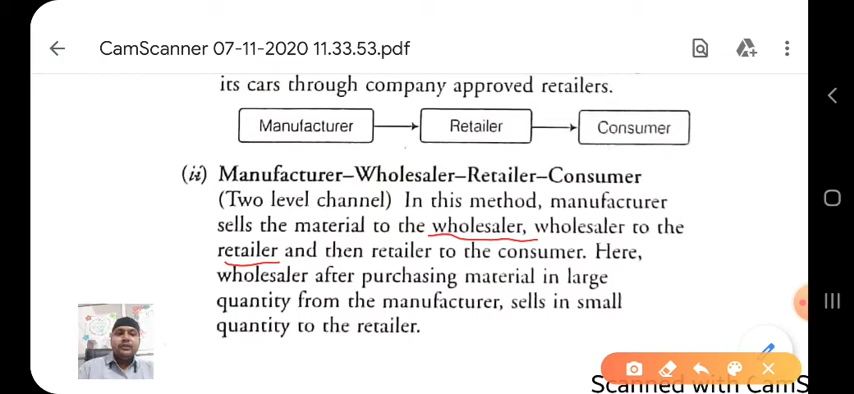 CamScanner 07-11-2020 11.33.53.pdf
its cars through company approved retailers.
Manufacturer Retailer Consumer
(ii) Manufacturer–Wholesaler–Retailer–Consumer
(Two level channel) In this method, manufacturer
sells the material to the wholesaler, wholesaler to the
retailer and then retailer to the consumer. Here,
wholesaler after purchasing material in large
quantity from the manufacturer, sells in small
quantity to the retailer.
Scanned with CamS